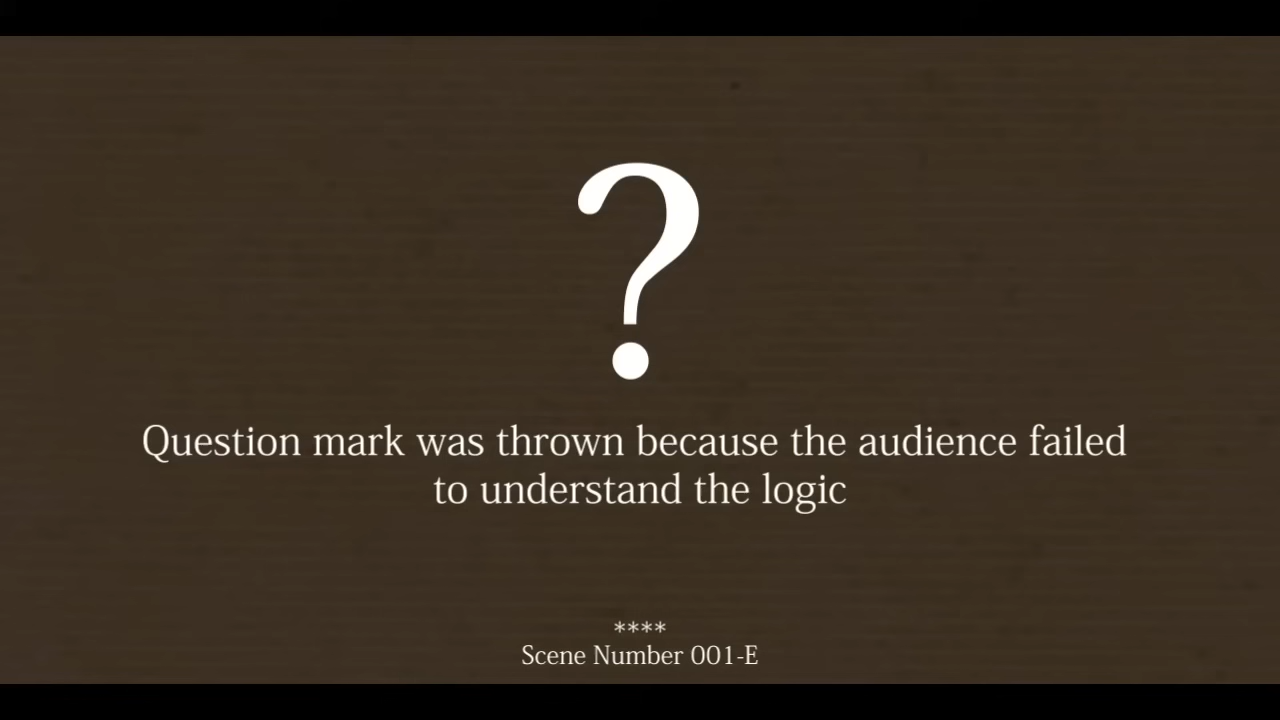 ?
Question mark was thrown because the audience failed
to understand the logic
****
Scene Number 001-E